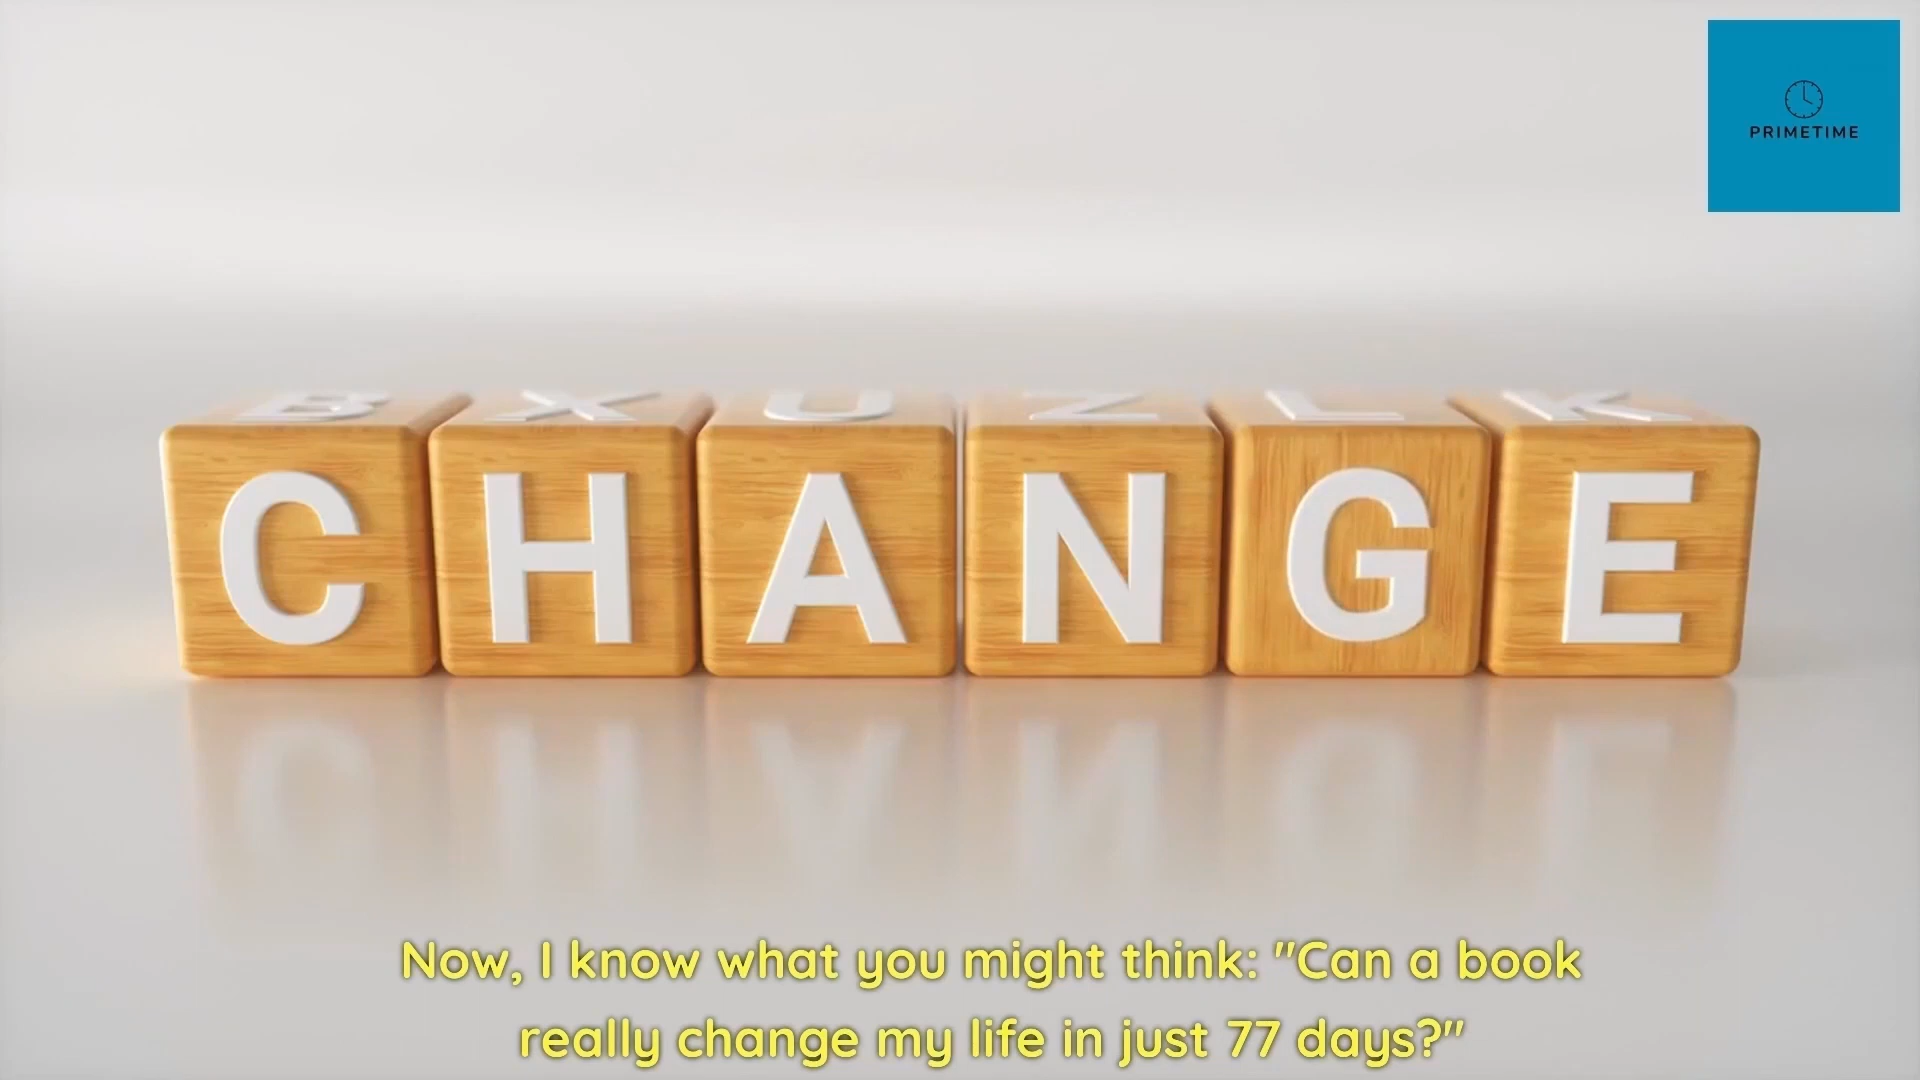 PRIMETIME
B X U Z L K
CHANGE
Now, I know what you might think: "Can a book
really change my life in just 77 days?"